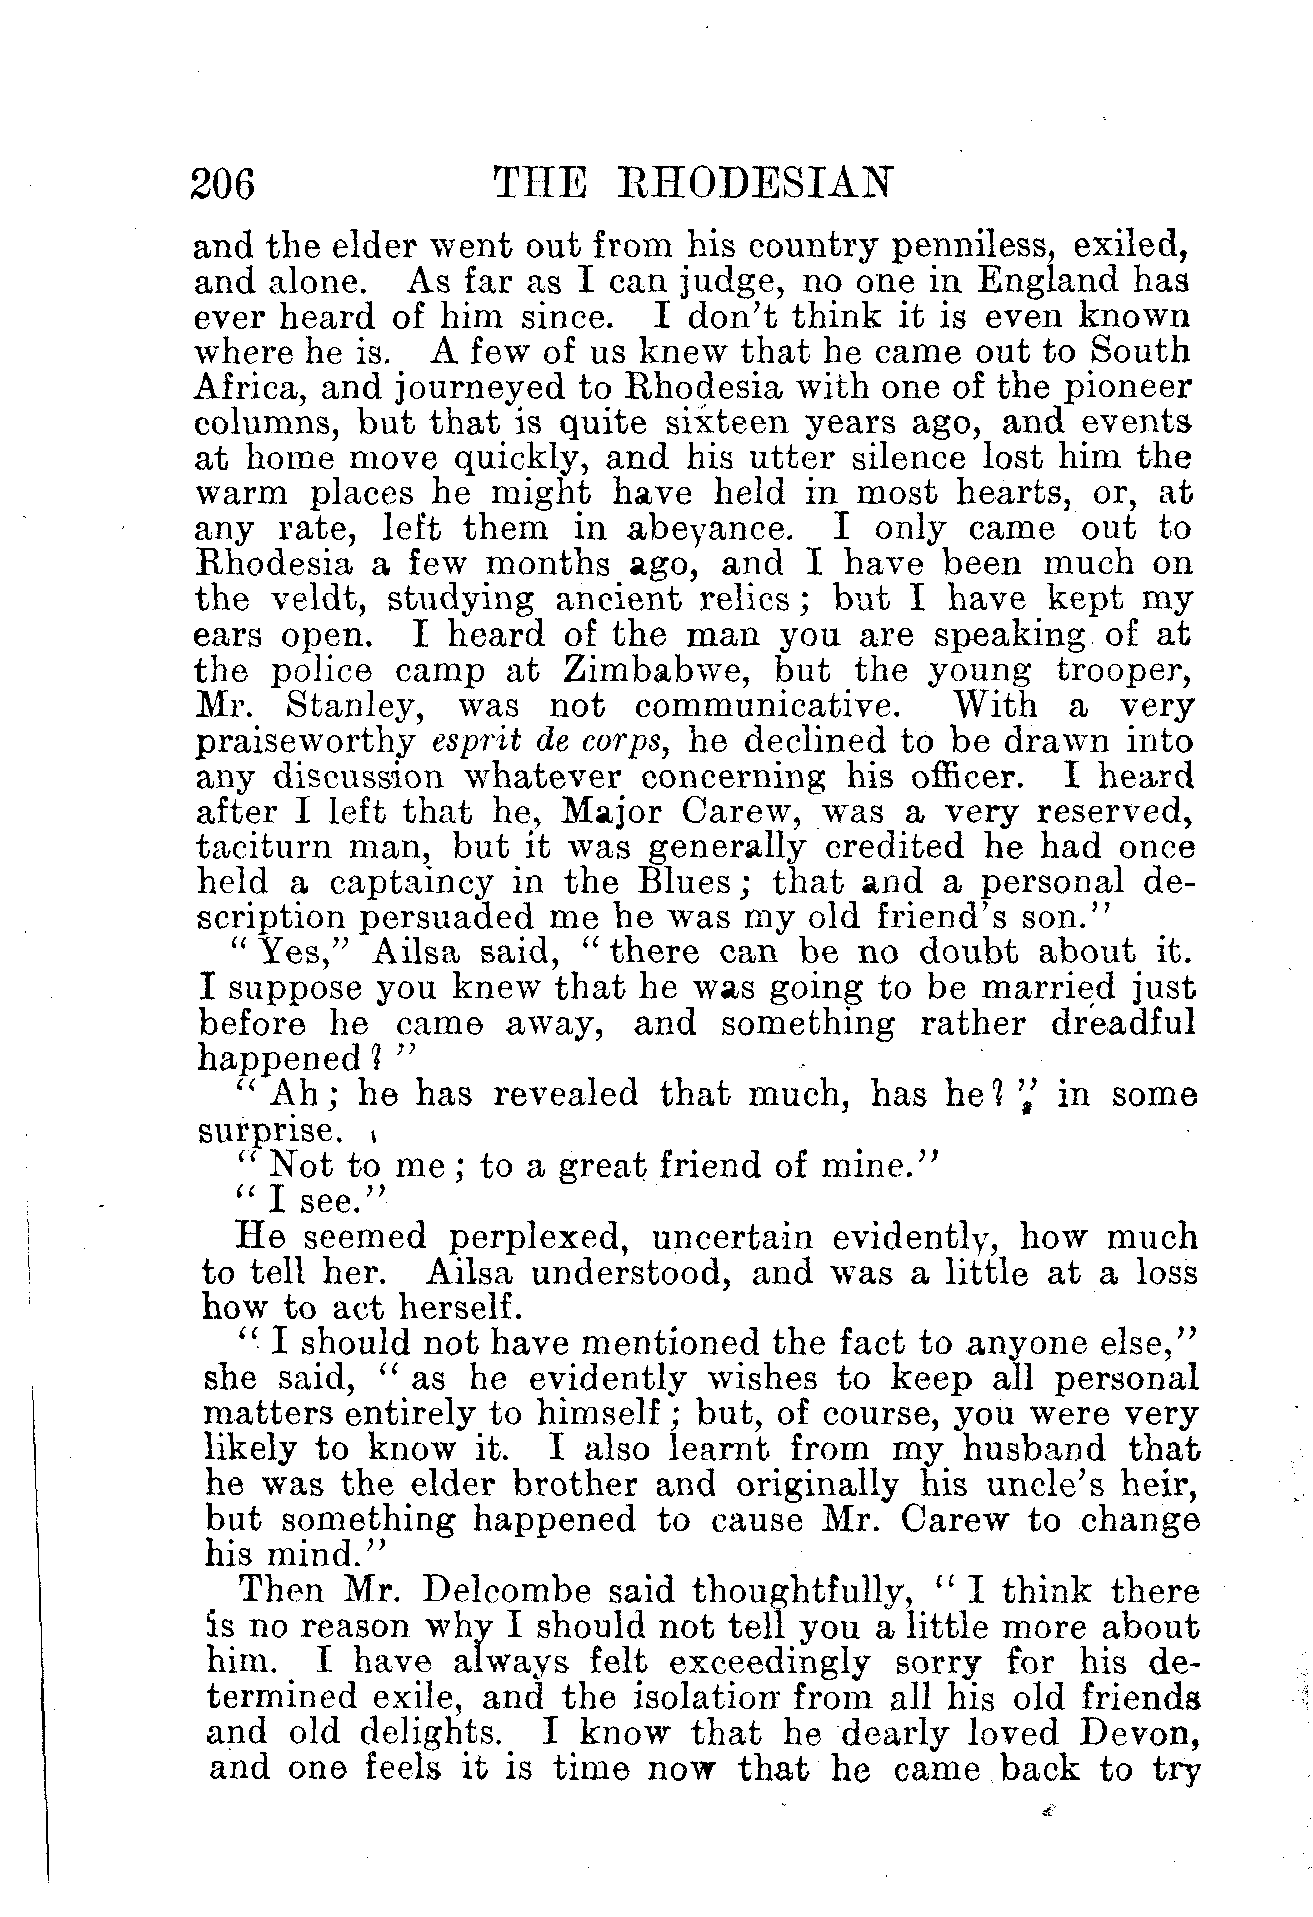 206 THE RHODESIAN
and the elder went out from his country penniless, exiled,
and alone. As far as I can judge, no one in England has
ever heard of him since. I don't think it is even known
where he is. A few of us knew that he came out to South
Africa, and journeyed to Rhodesia with one of the pioneer
columns, but that is quite sixteen years ago, and events
at home move quickly, and his utter silence lost him the
warm places he might have held in most hearts, or, at
any rate, left them in abeyance. I only came out to
Rhodesia a few months ago, and I have been much on
the veldt, studying ancient relics; but I have kept my
ears open. I heard of the man you are speaking of at
the police camp at Zimbabwe, but the young trooper,
Mr. Stanley, was not communicative. With a very
praiseworthy esprit de corps, he declined to be drawn into
any discussion whatever concerning his officer. I heard
after I left that he, Major Carew, was a very reserved,
taciturn man, but it was generally credited he had once
held a captaincy in the Blues; that and a personal de-
scription persuaded me he was my old friend's son."
"Yes," Ailsa said, "there can be no doubt about it.
I suppose you knew that he was going to be married just
before he came away, and something rather dreadful
happened?"
"Ah; he has revealed that much, has he?" in some
surprise.
"Not to me; to a great friend of mine."
"I see."
He seemed perplexed, uncertain evidently, how much
to tell her. Ailsa understood, and was a little at a loss
how to act herself.
"I should not have mentioned the fact to anyone else,"
she said, "as he evidently wishes to keep all personal
matters entirely to himself; but, of course, you were very
likely to know it. I also learnt from my husband that
he was the elder brother and originally his uncle's heir,
but something happened to cause Mr. Carew to change
his mind."
Then Mr. Delcombe said thoughtfully, "I think there
is no reason why I should not tell you a little more about
him. I have always felt exceedingly sorry for his de-
termined exile, and the isolation from all his old friends
and old delights. I know that he dearly loved Devon,
and one feels it is time now that he came back to try